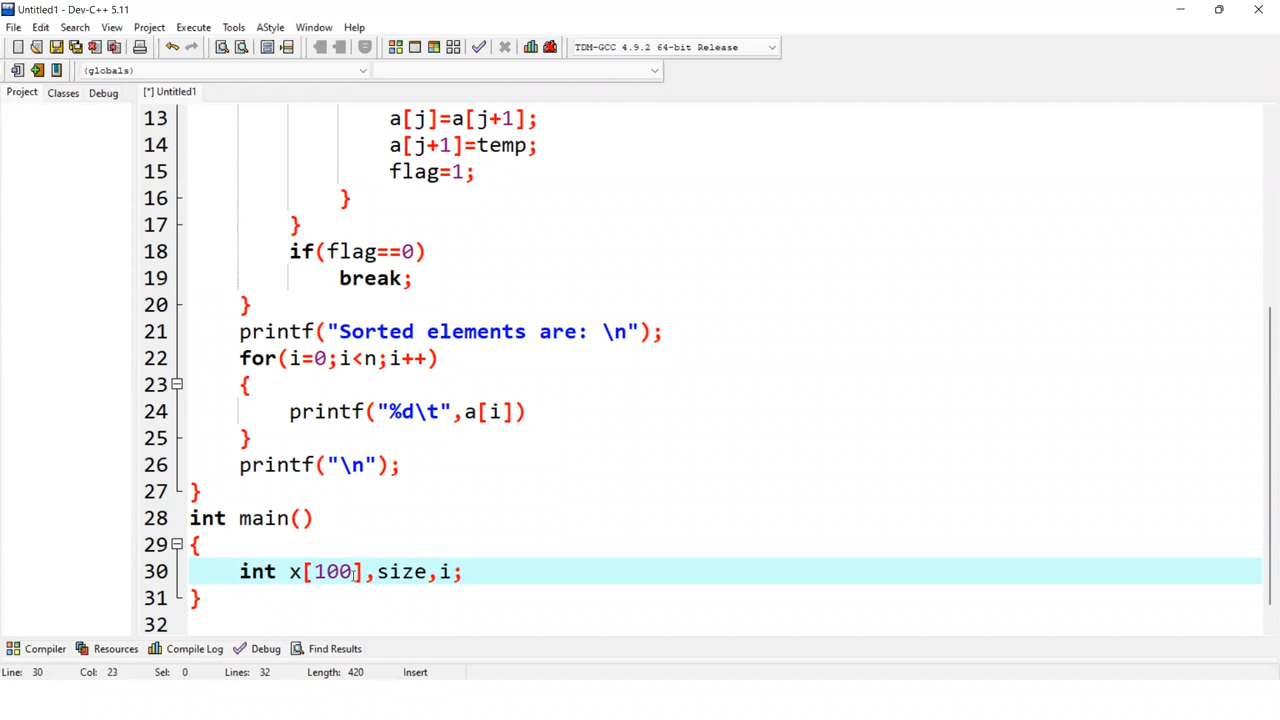 Untitled1 - Dev-C++ 5.11
File Edit Search View Project Execute Tools AStyle Window Help
TDM-GCC 4.9.2 64-bit Release
(globals)
Project Classes Debug [*] Untitled1
13 a[j]=a[j+1];
14 a[j+1]=temp;
15 flag=1;
16 }
17 }
18 if(flag==0)
19 break;
20 }
21 printf("Sorted elements are: \n");
22 for(i=0;i<n;i++)
23 {
24 printf("%d\t",a[i])
25 }
26 printf("\n");
27 }
28 int main()
29 {
30 int x[100],size,i;
31 }
32
Compiler Resources Compile Log Debug Find Results
Line: 30 Col: 23 Sel: 0 Lines: 32 Length: 420 Insert